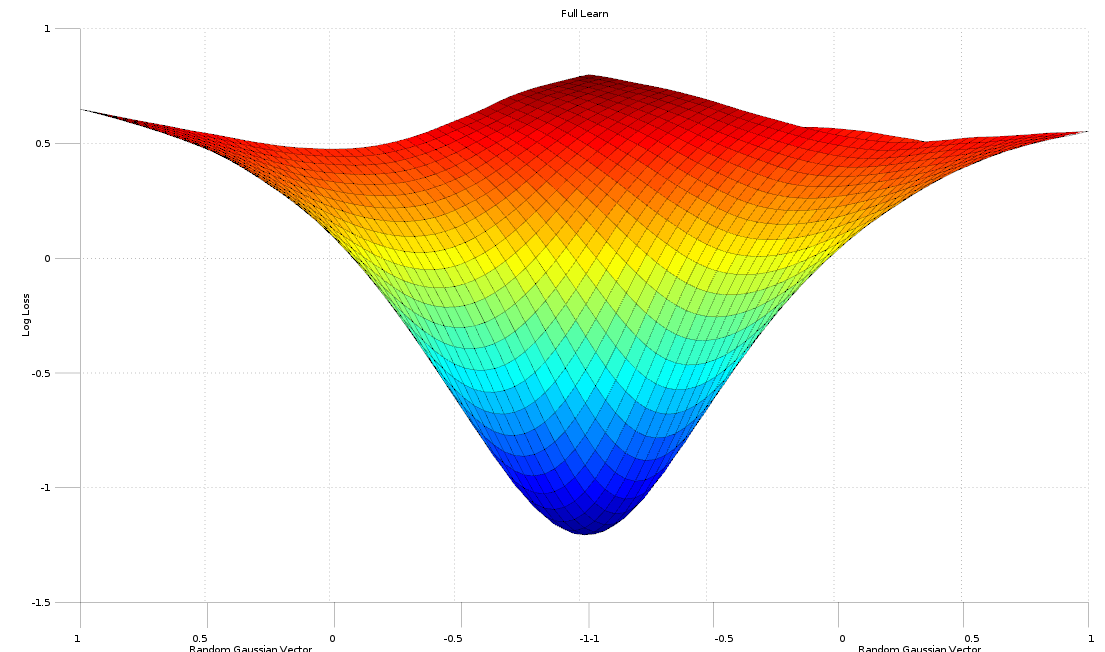 Full Learn
1
0.5
0
-0.5
-1
-1.5
Log Loss
1 0.5 0 -0.5 -1-1 -0.5 0 0.5 1
Random Gaussian Vector Random Gaussian Vector